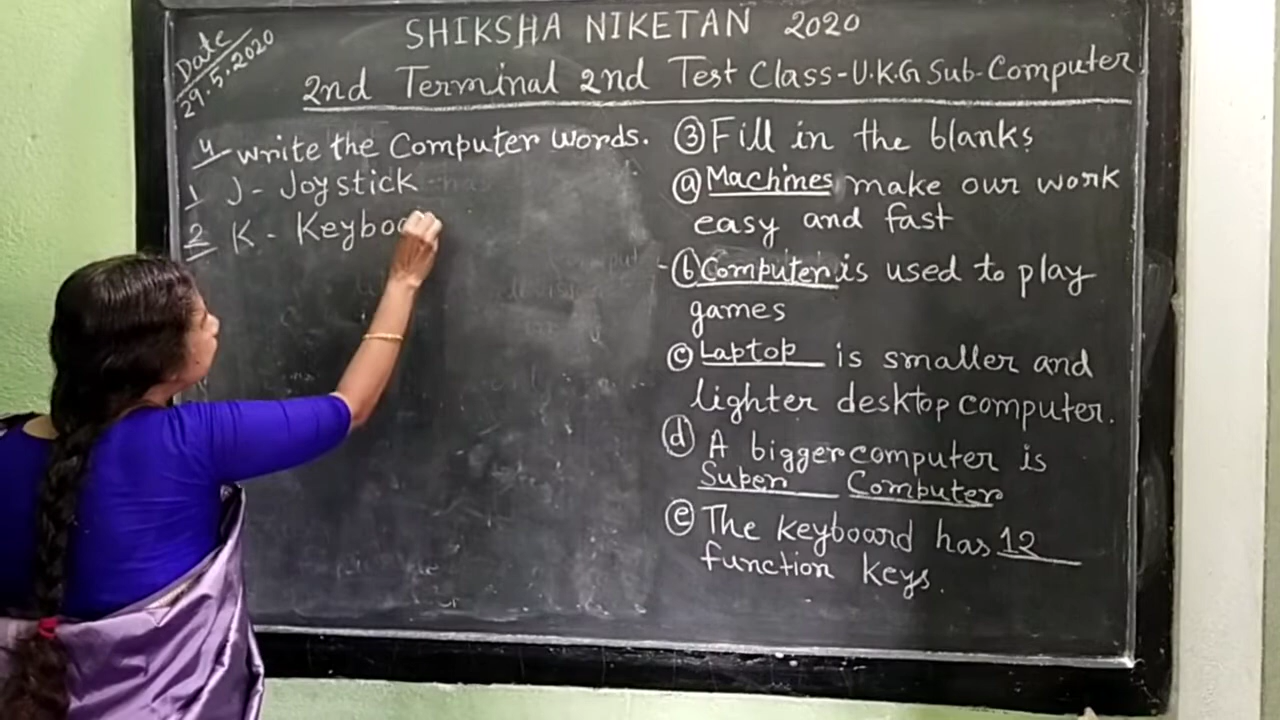 Date
29.5.2020
SHIKSHA NIKETAN 2020
2nd Terminal 2nd Test Class-U.K.G Sub-Computer
4 write the Computer words.
1 J - Joystick
2 K - Keyboa
③ Fill in the blanks
ⓐ Machines make our work
easy and fast
ⓑ Computer is used to play
games
ⓒ Laptop is smaller and
lighter desktop computer.
ⓓ A bigger computer is
Super Computer
ⓔ The keyboard has 12
function keys.